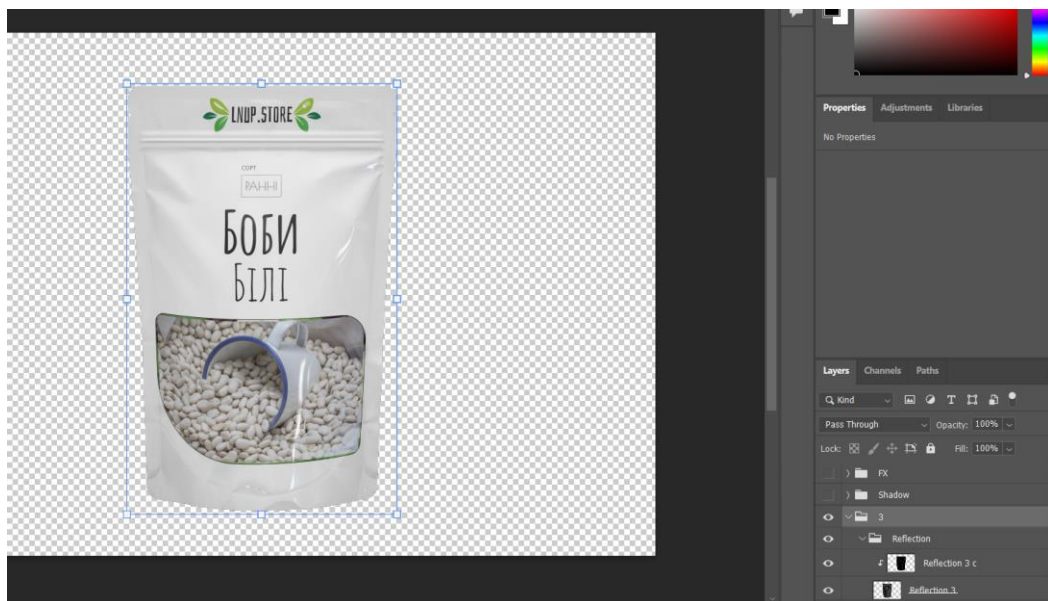 LNUP.STORE
СОРТ
РАННІ
БОБИ
БІЛІ
Properties Adjustments Libraries
No Properties
Layers Channels Paths
Kind
Pass Through Opacity: 100%
Lock: Fill: 100%
FX
Shadow
3
Reflection
Reflection 3 c
Reflection 3